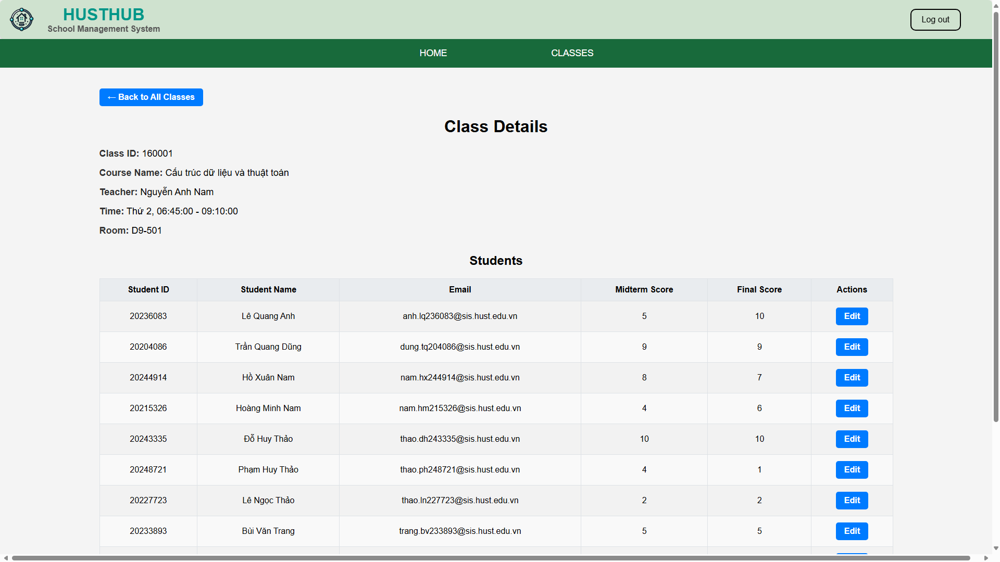 HUSTHUB
School Management System
Log out
HOME CLASSES
← Back to All Classes
Class Details
Class ID: 160001
Course Name: Cấu trúc dữ liệu và thuật toán
Teacher: Nguyễn Anh Nam
Time: Thứ 2, 06:45:00 - 09:10:00
Room: D9-501
Students
Student ID Student Name Email Midterm Score Final Score Actions
20236083 Lê Quang Anh anh.lq236083@sis.hust.edu.vn 5 10 Edit
20204086 Trần Quang Dũng dung.tq204086@sis.hust.edu.vn 9 9 Edit
20244914 Hồ Xuân Nam nam.hx244914@sis.hust.edu.vn 8 7 Edit
20215326 Hoàng Minh Nam nam.hm215326@sis.hust.edu.vn 4 6 Edit
20243335 Đỗ Huy Thảo thao.dh243335@sis.hust.edu.vn 10 10 Edit
20248721 Phạm Huy Thảo thao.ph248721@sis.hust.edu.vn 4 1 Edit
20227723 Lê Ngọc Thảo thao.ln227723@sis.hust.edu.vn 2 2 Edit
20233893 Bùi Văn Trang trang.bv233893@sis.hust.edu.vn 5 5 Edit